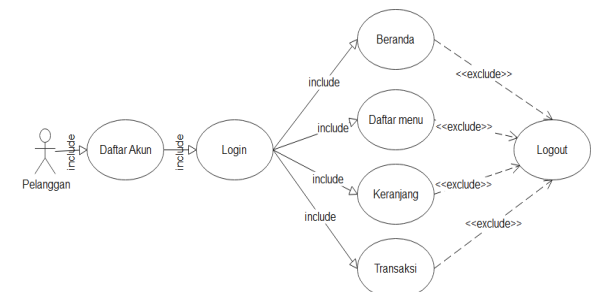 Beranda
<<exclude>>
include
Daftar menu
include
<<exclude>>
include
include
Daftar Akun
Login
Logout
Pelanggan
include
<<exclude>>
Keranjang
include
<<exclude>>
Transaksi